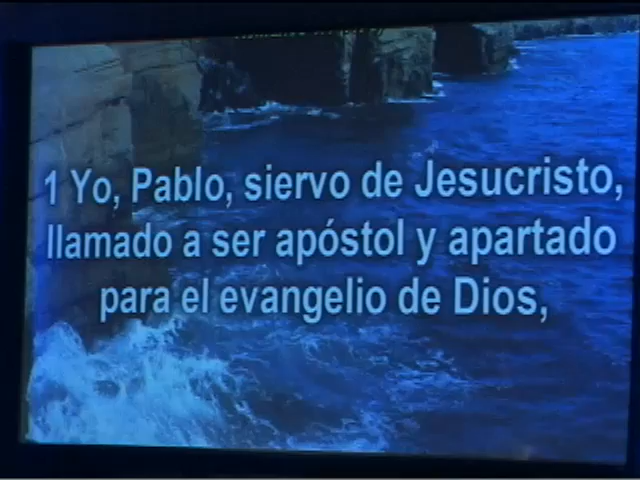 1 Yo, Pablo, siervo de Jesucristo,
llamado a ser apóstol y apartado
para el evangelio de Dios,